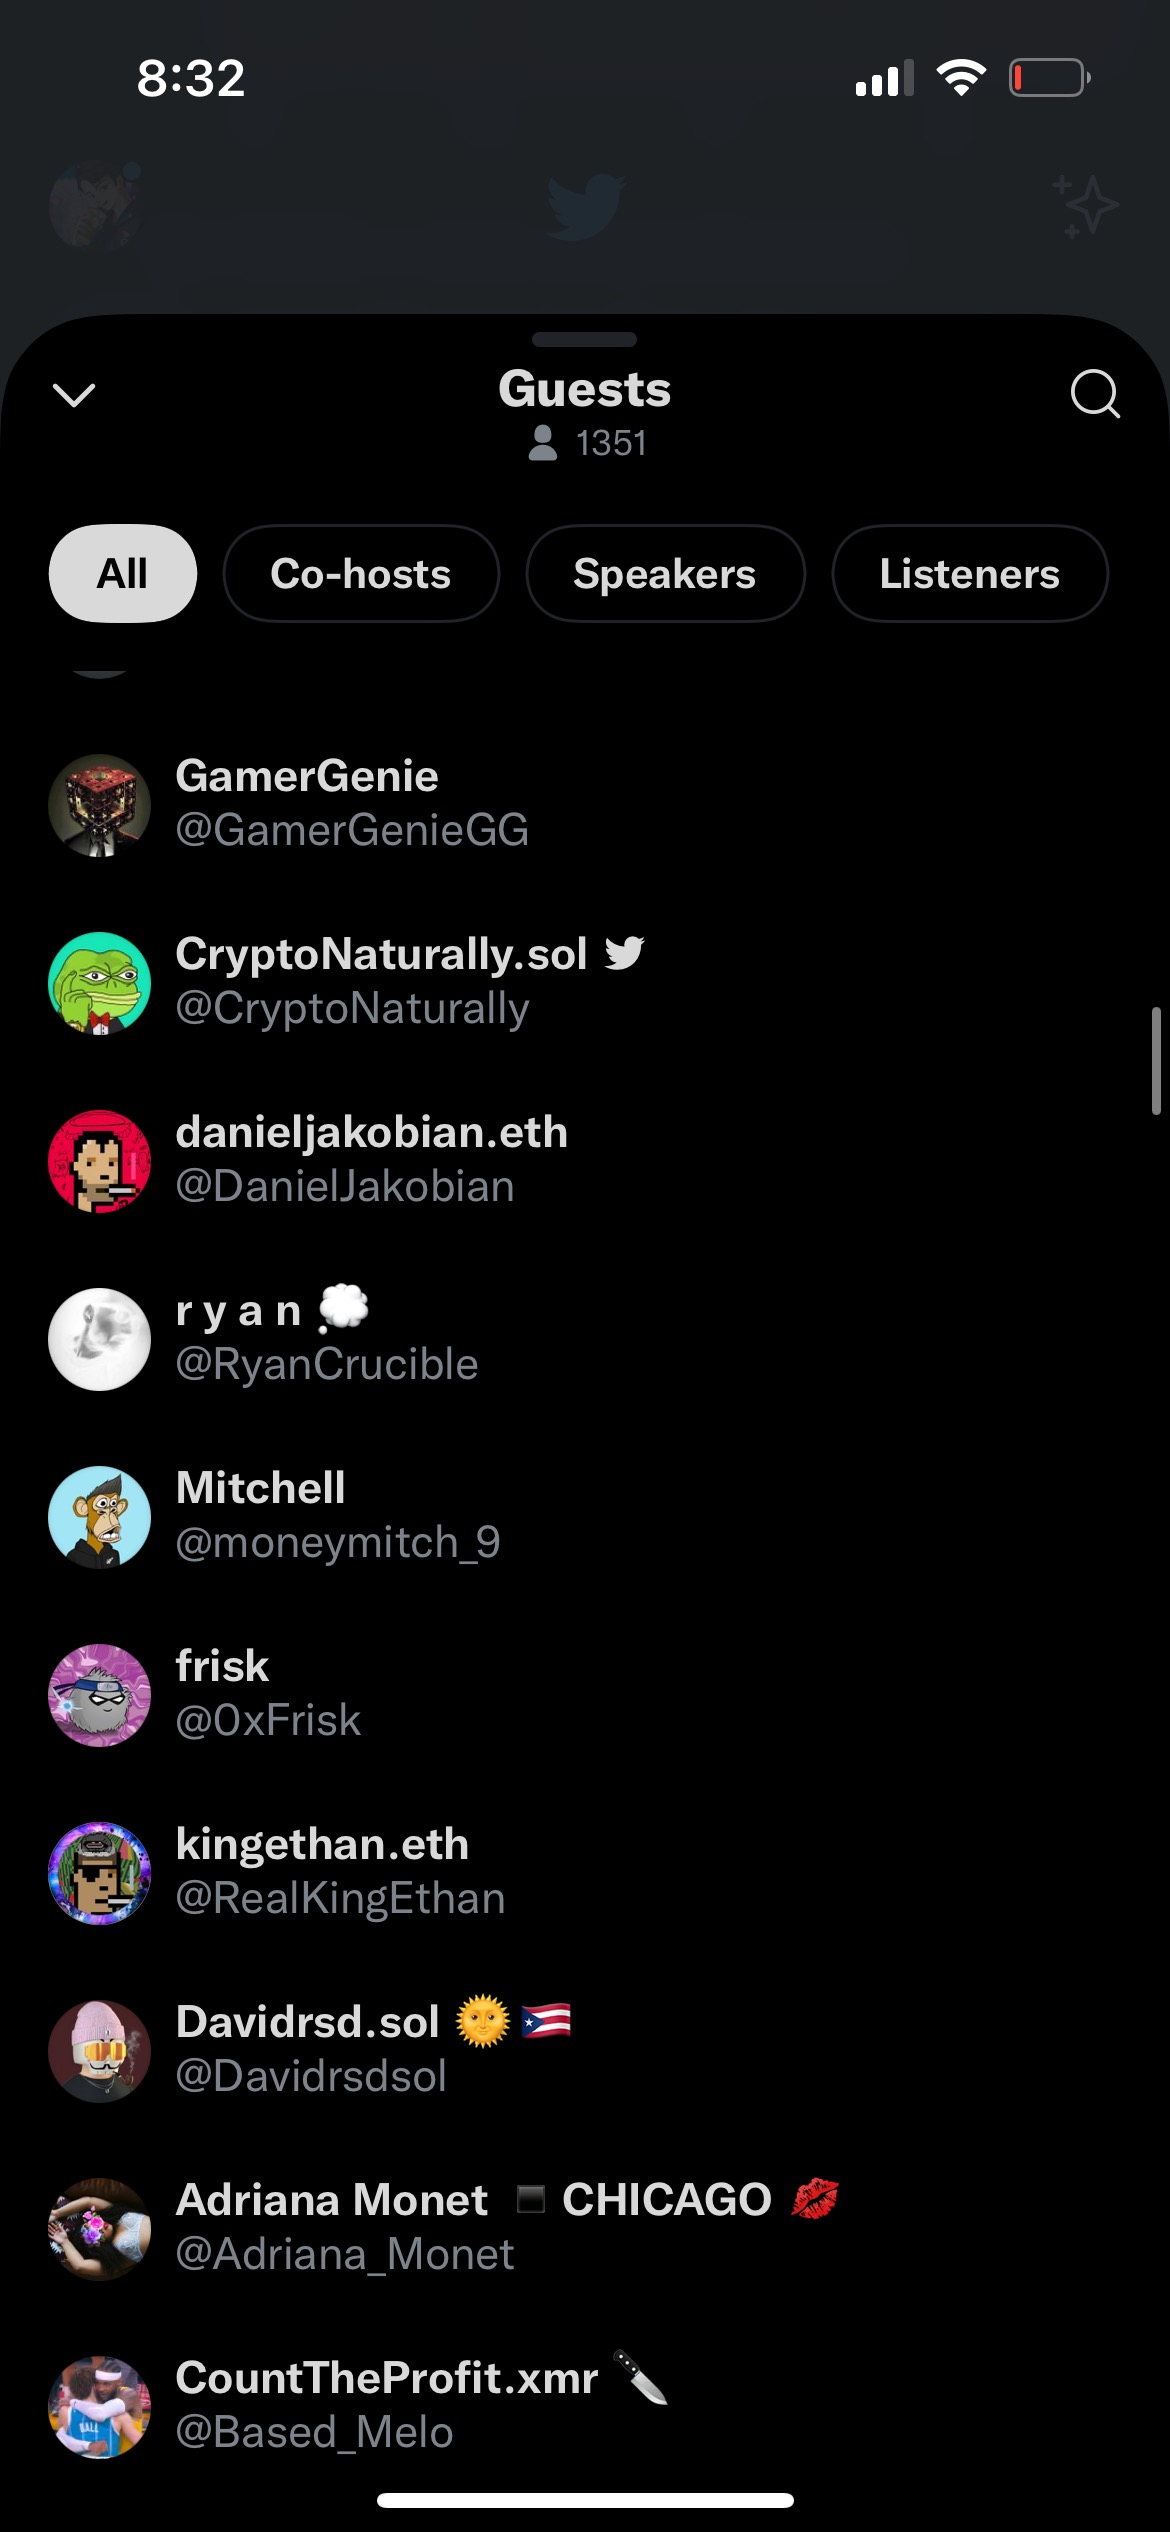 8:32
Guests
1351
All
Co-hosts
Speakers
Listeners
GamerGenie
@GamerGenieGG
CryptoNaturally.sol
@CryptoNaturally
danieljakobian.eth
@DanielJakobian
r y a n 💭
@RyanCrucible
Mitchell
@moneymitch_9
frisk
@0xFrisk
kingethan.eth
@RealKingEthan
Davidrsd.sol 🌞🇵🇷
@Davidrsdsol
Adriana Monet ◾️ CHICAGO 💋
@Adriana_Monet
CountTheProfit.xmr 🔪
@Based_Melo
BALL